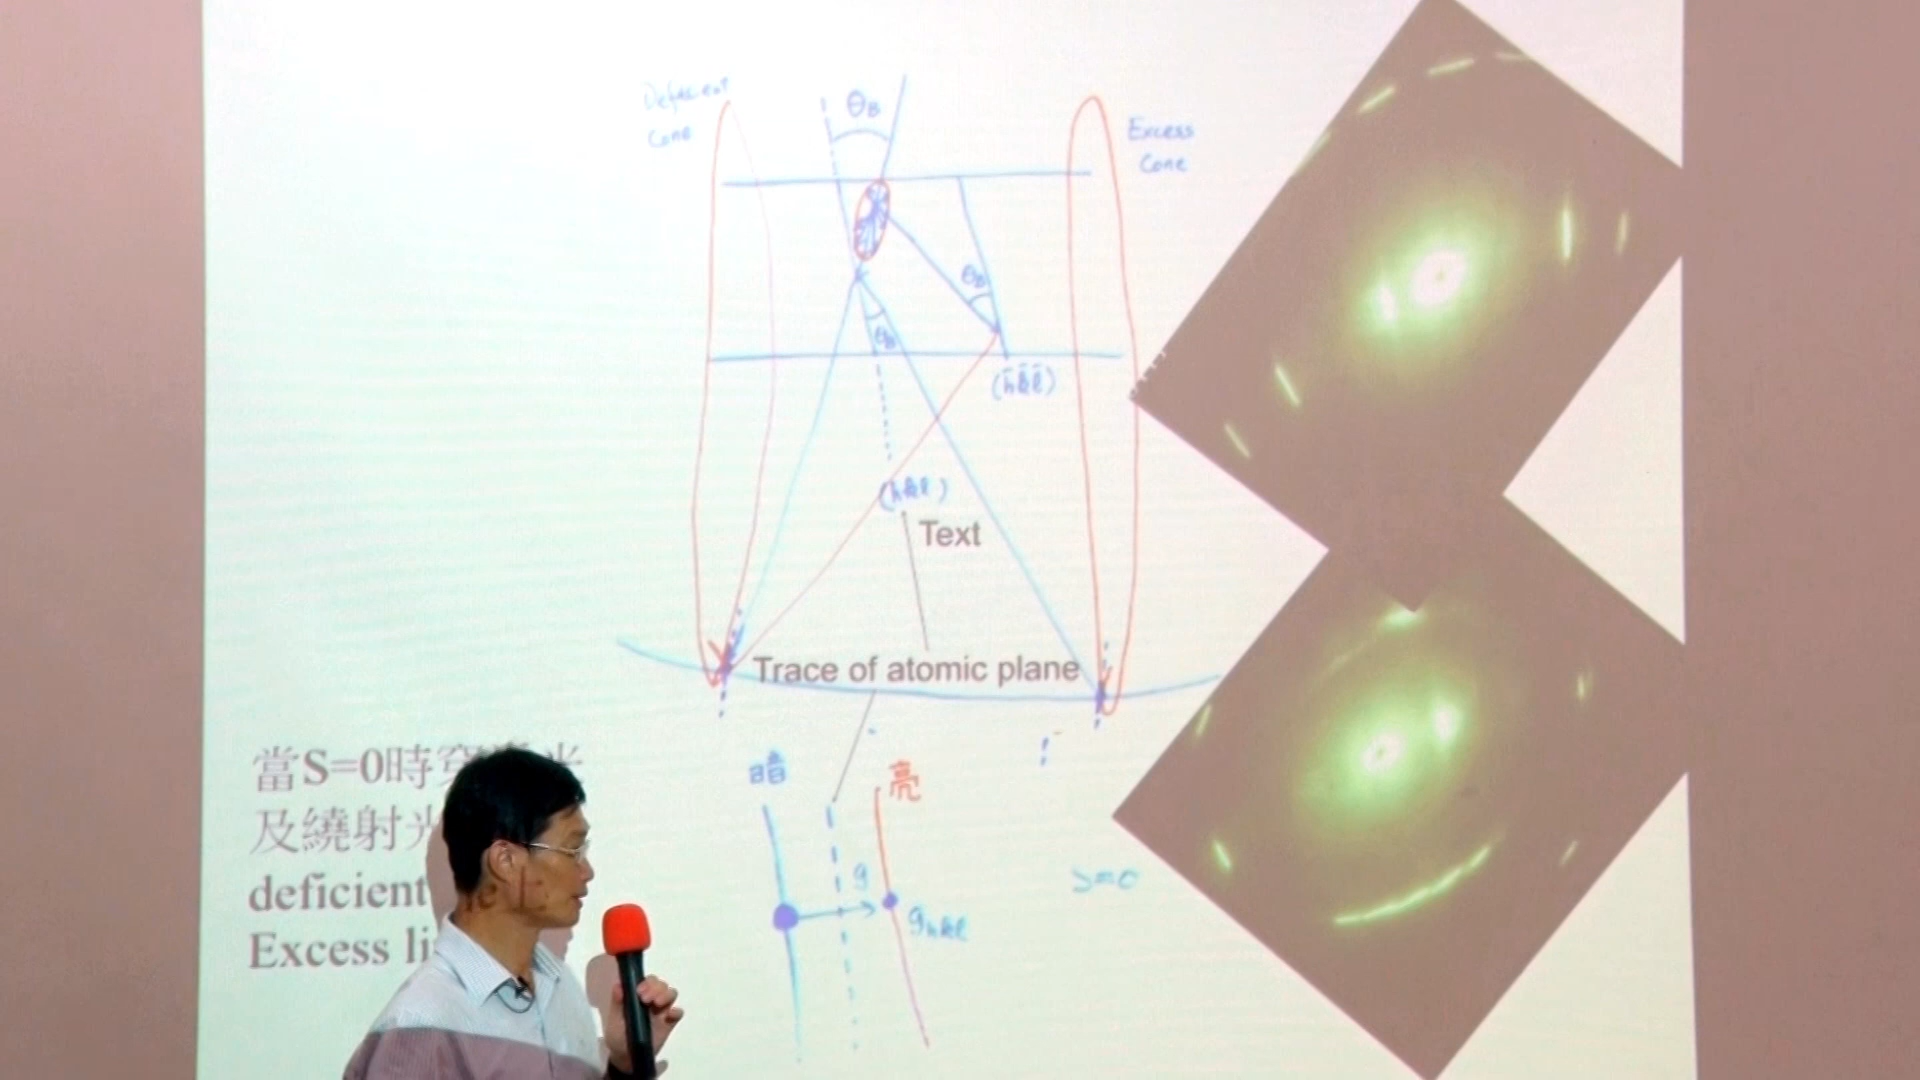 Deficient
Cone
θB
Excess
Cone
θB
θB
(h̄k̄l̄)
(hkl)
Text
Trace of atomic plane
暗
亮
當S=0時穿
及繞射光
deficient
Excess li
g
ghkl
S=0